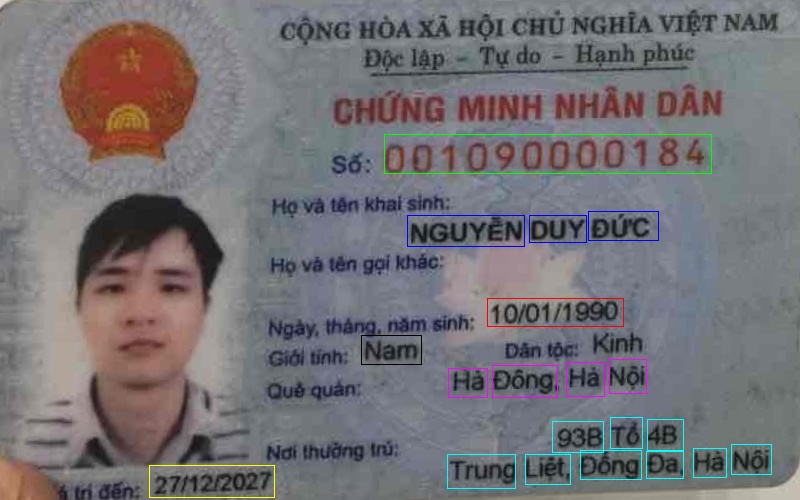 CỘNG HÒA XÃ HỘI CHỦ NGHĨA VIỆT NAM
Độc lập - Tự do - Hạnh phúc
CHỨNG MINH NHÂN DÂN
Số: 001090000184
Họ và tên khai sinh:
NGUYỄN DUY ĐỨC
Họ và tên gọi khác:
Ngày, tháng, năm sinh: 10/01/1990
Giới tính: Nam Dân tộc: Kinh
Quê quán: Hà Đông, Hà Nội
Nơi thường trú: 93B Tổ 4B
Trung Liệt, Đống Đa, Hà Nội
trị đến: 27/12/2027